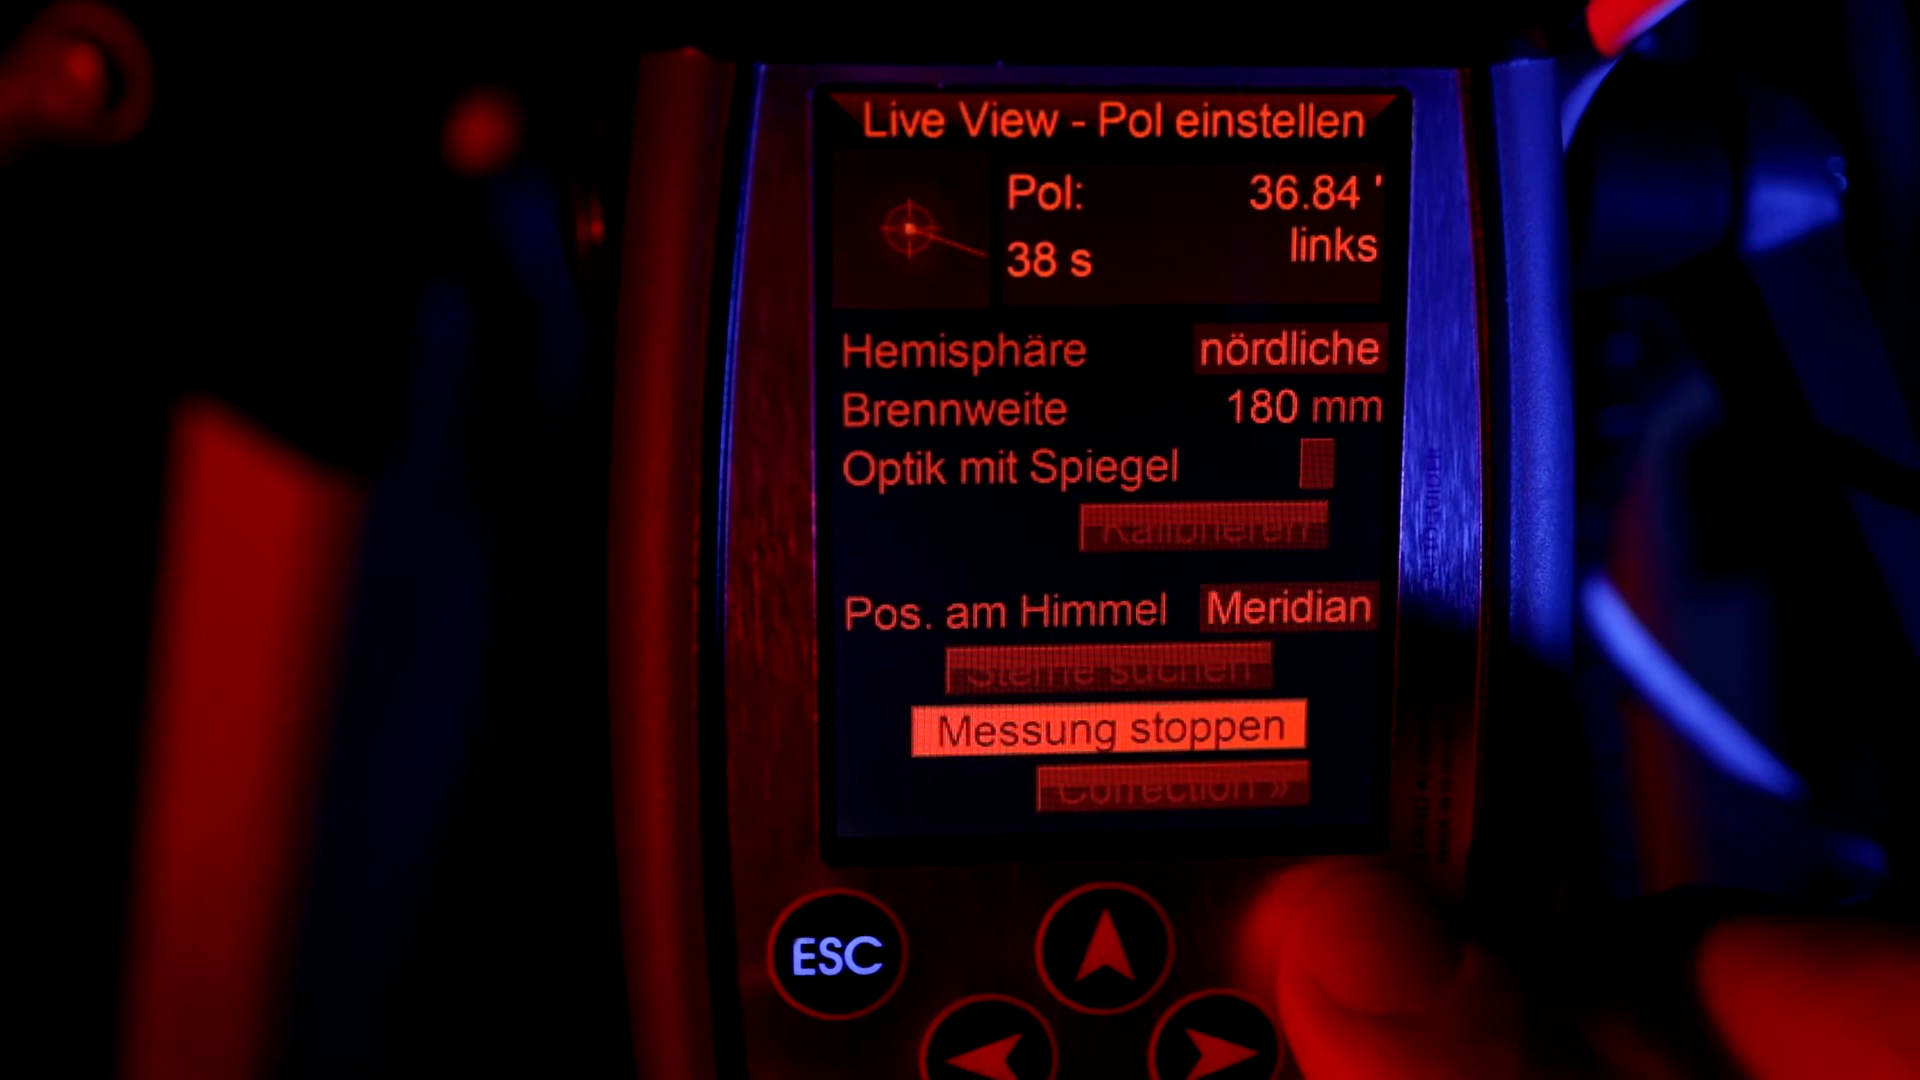 Live View - Pol einstellen
Pol: 36.84 '
38 s links
Hemisphäre nördliche
Brennweite 180 mm
Optik mit Spiegel
Kalibrieren
Pos. am Himmel Meridian
Sterne suchen
Messung stoppen
Correction »
ESC